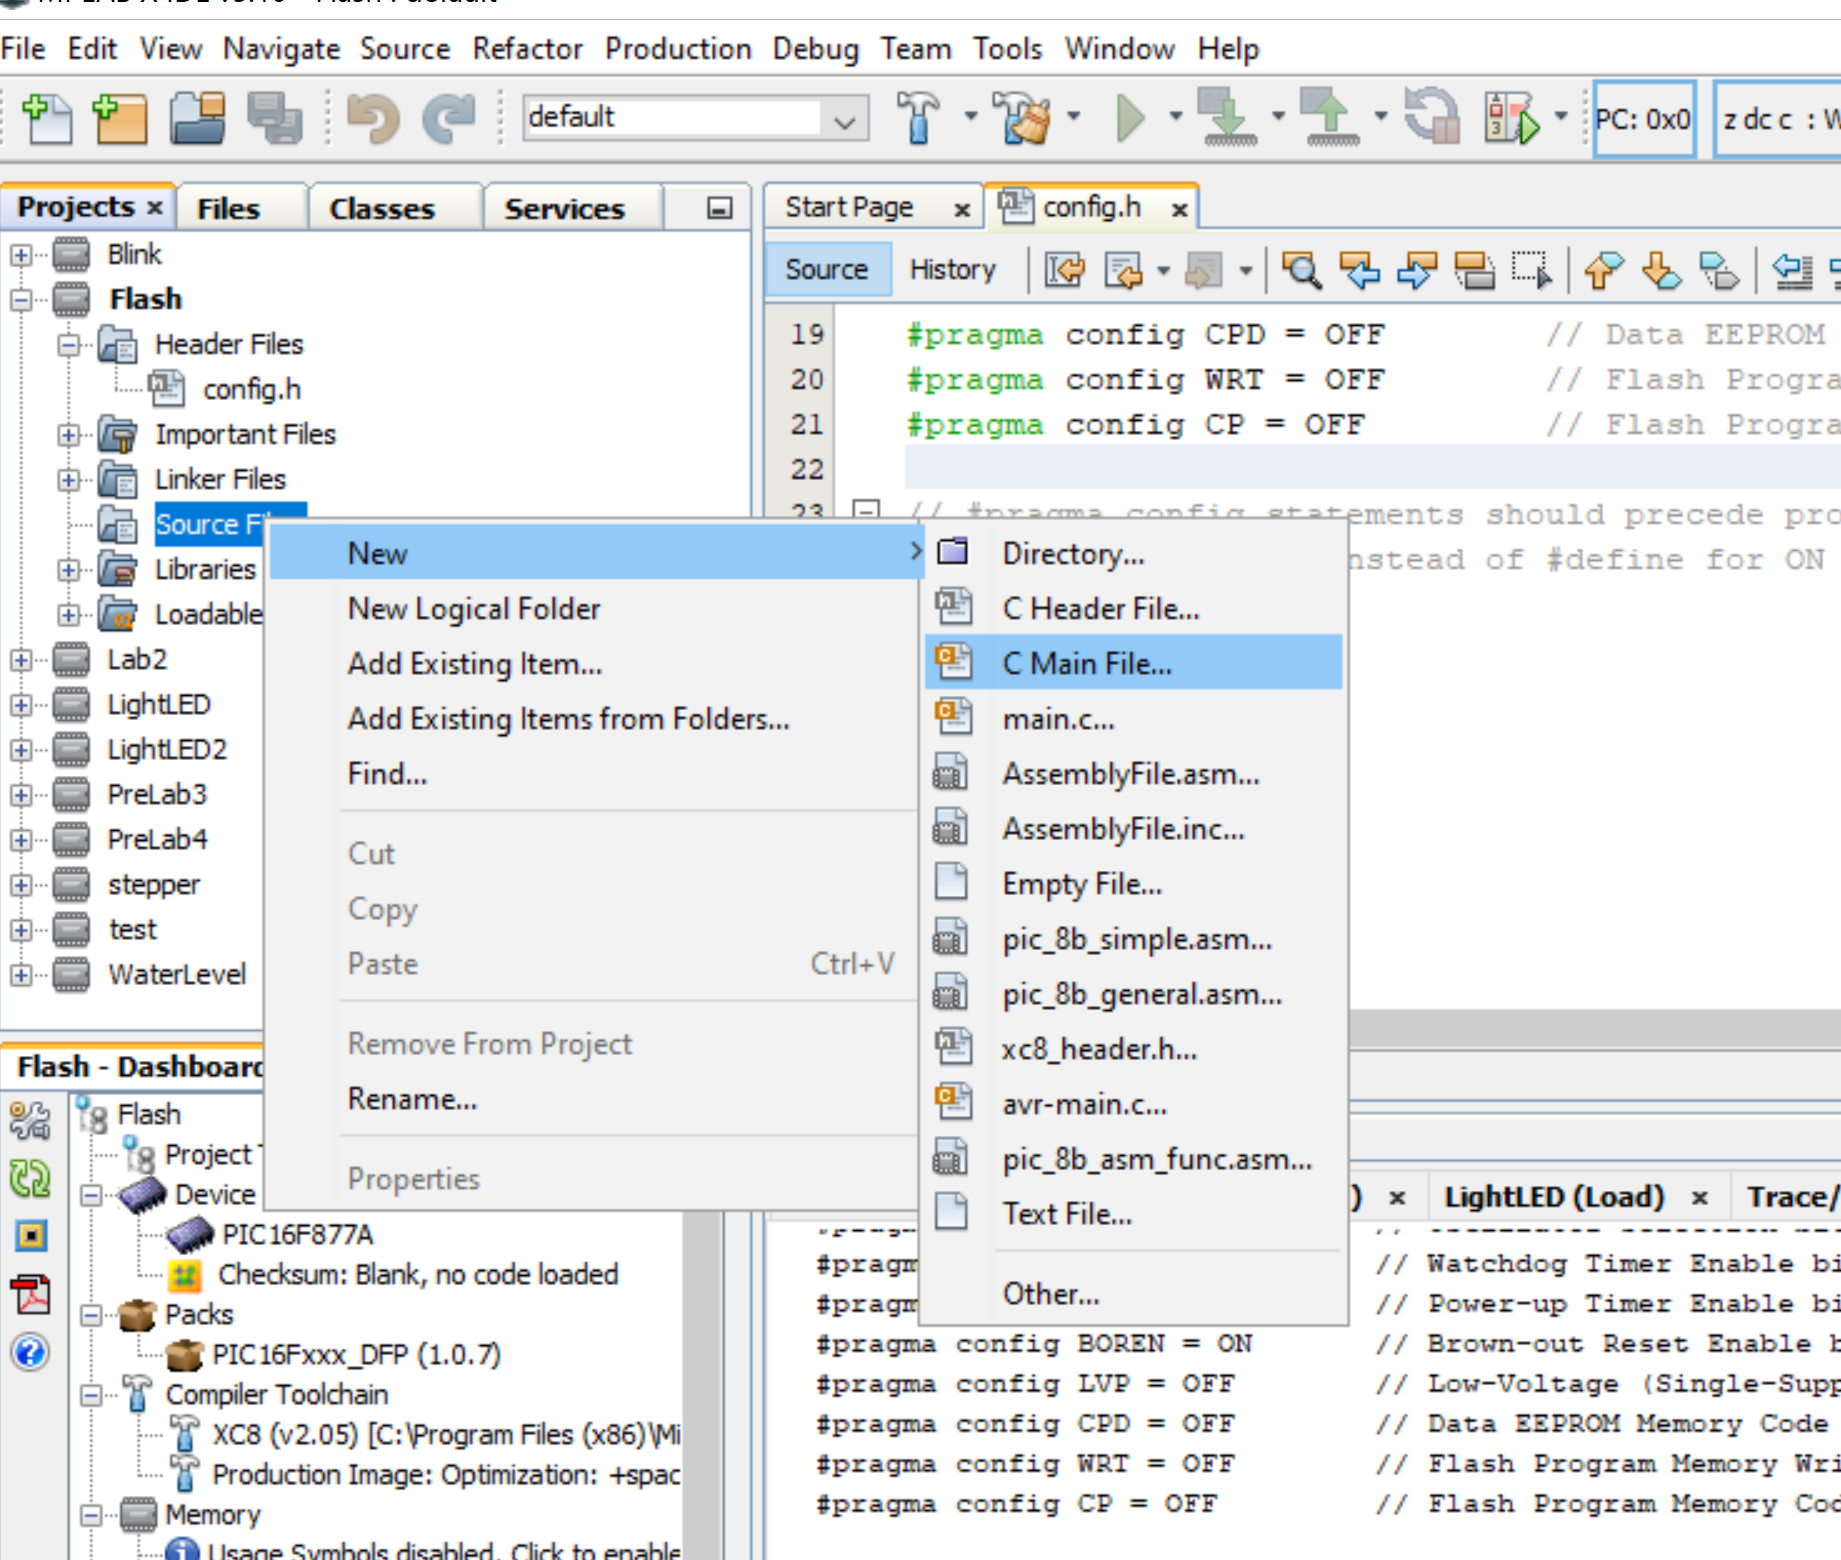 File Edit View Navigate Source Refactor Production Debug Team Tools Window Help
default
PC: 0x0
z dc c : W
Projects
Files
Classes
Services
Start Page
config.h
Source
History
Blink
Flash
Header Files
config.h
Important Files
Linker Files
Source Fi
Libraries
Loadable
Lab2
LightLED
LightLED2
PreLab3
PreLab4
stepper
test
WaterLevel
19 #pragma config CPD = OFF // Data EEPROM
20 #pragma config WRT = OFF // Flash Progra
21 #pragma config CP = OFF // Flash Progra
22
23 // #pragma config statements should precede pro
nstead of #define for ON
New
New Logical Folder
Add Existing Item...
Add Existing Items from Folders...
Find...
Cut
Copy
Paste Ctrl+V
Remove From Project
Rename...
Properties
Directory...
C Header File...
C Main File...
main.c...
AssemblyFile.asm...
AssemblyFile.inc...
Empty File...
pic_8b_simple.asm...
pic_8b_general.asm...
xc8_header.h...
avr-main.c...
pic_8b_asm_func.asm...
Text File...
Other...
Flash - Dashboard
Flash
Project
Device
PIC16F877A
Checksum: Blank, no code loaded
Packs
PIC16Fxxx_DFP (1.0.7)
Compiler Toolchain
XC8 (v2.05) [C:\Program Files (x86)\Mi
Production Image: Optimization: +spac
Memory
Usage Symbols disabled. Click to enable
) LightLED (Load) Trace/
#pragm // Watchdog Timer Enable bi
#pragm // Power-up Timer Enable bi
#pragma config BOREN = ON // Brown-out Reset Enable b
#pragma config LVP = OFF // Low-Voltage (Single-Supp
#pragma config CPD = OFF // Data EEPROM Memory Code
#pragma config WRT = OFF // Flash Program Memory Wri
#pragma config CP = OFF // Flash Program Memory Cod